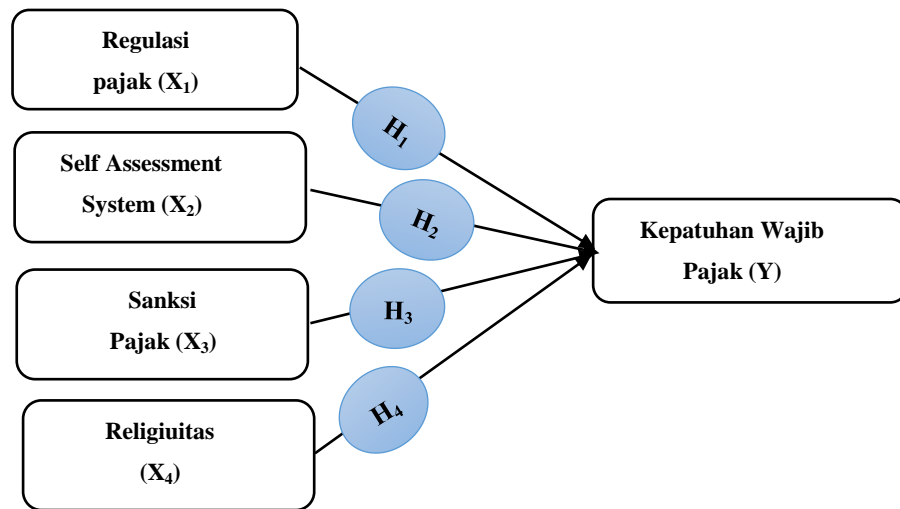 Regulasi
pajak (X₁)
H₁
Self Assessment
System (X₂)
H₂
Kepatuhan Wajib
Pajak (Y)
Sanksi
Pajak (X₃)
H₃
Religiuitas
(X₄)
H₄